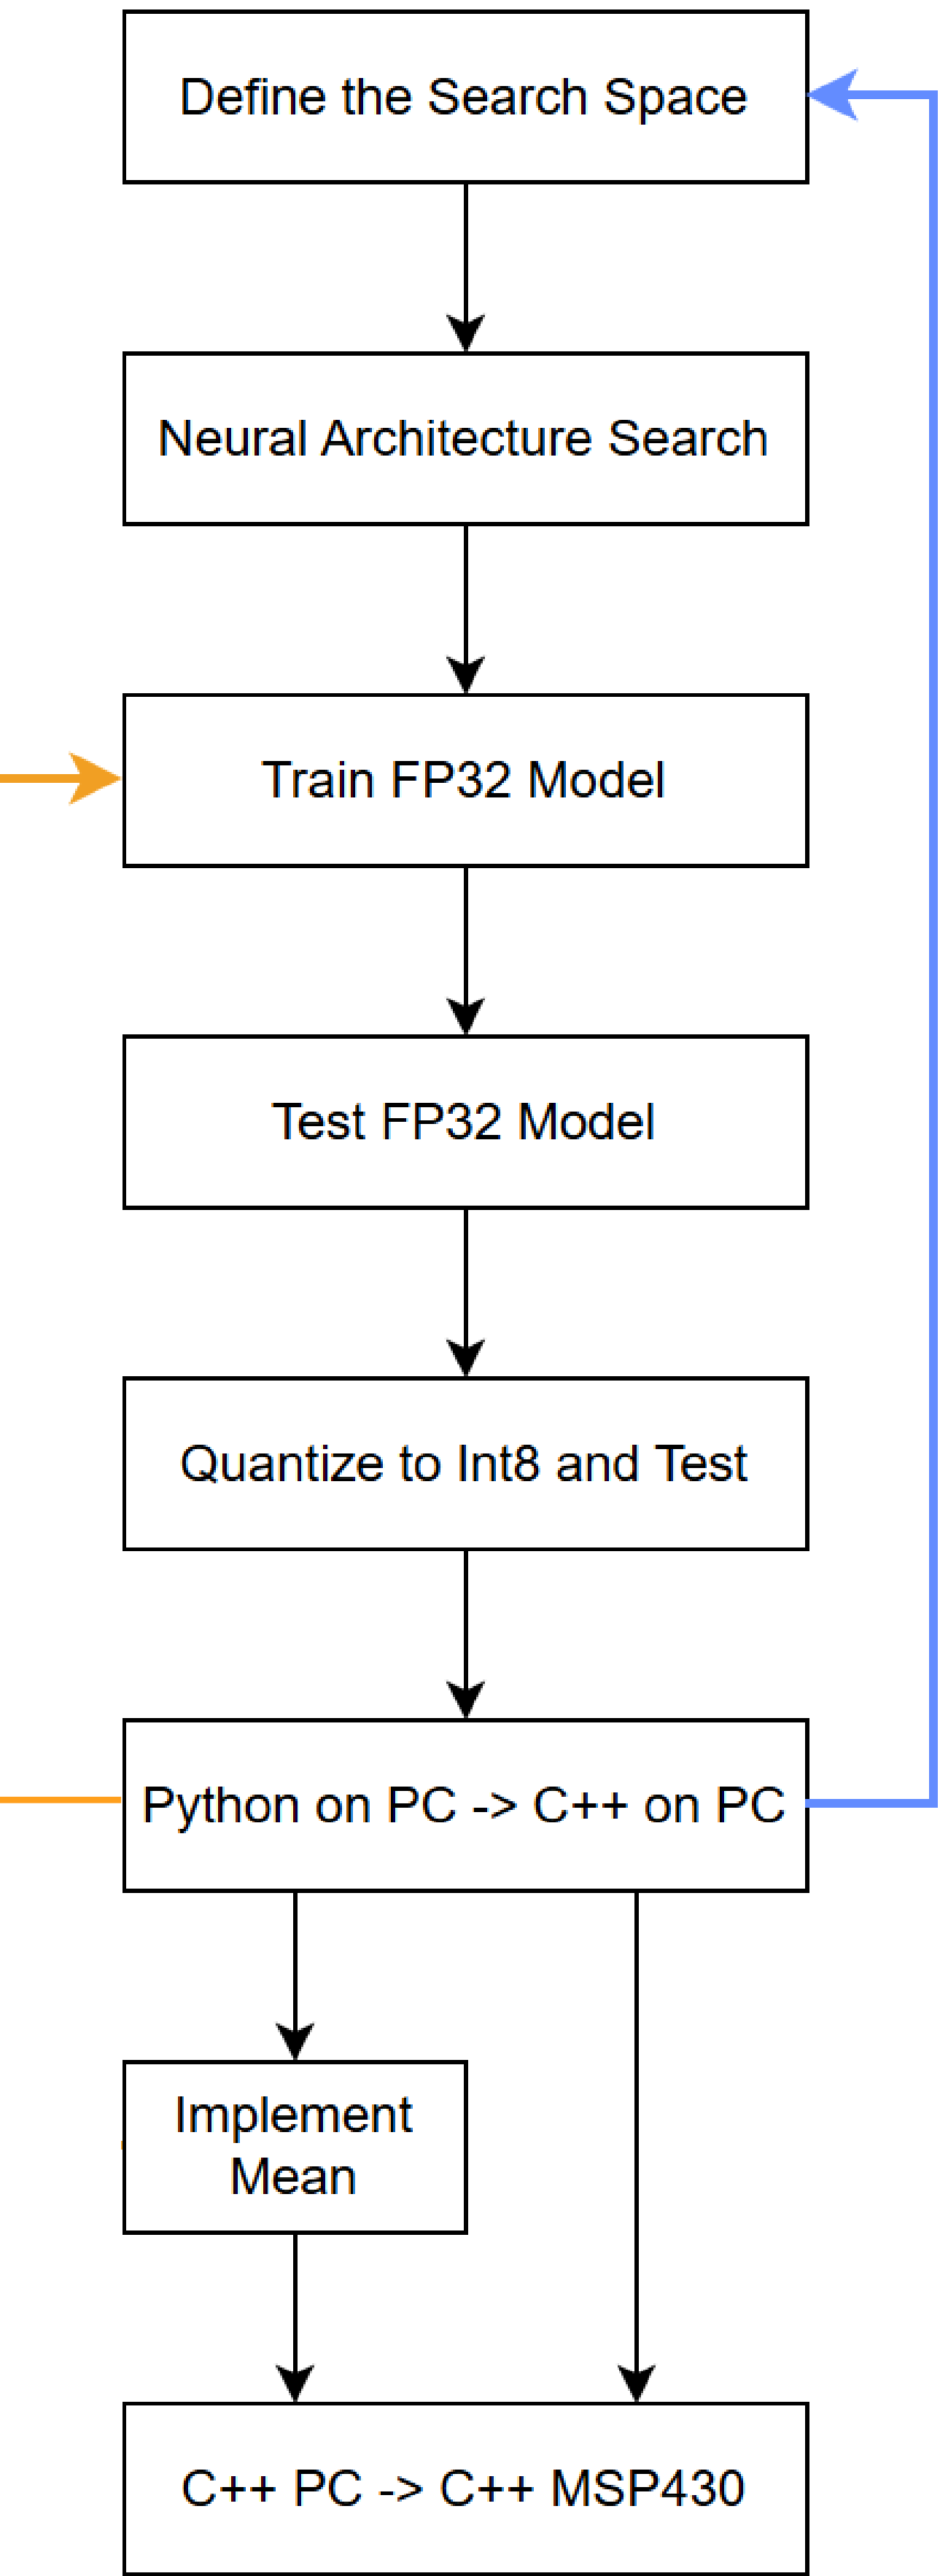 Define the Search Space
Neural Architecture Search
Train FP32 Model
Test FP32 Model
Quantize to Int8 and Test
Python on PC -> C++ on PC
Implement
Mean
C++ PC -> C++ MSP430